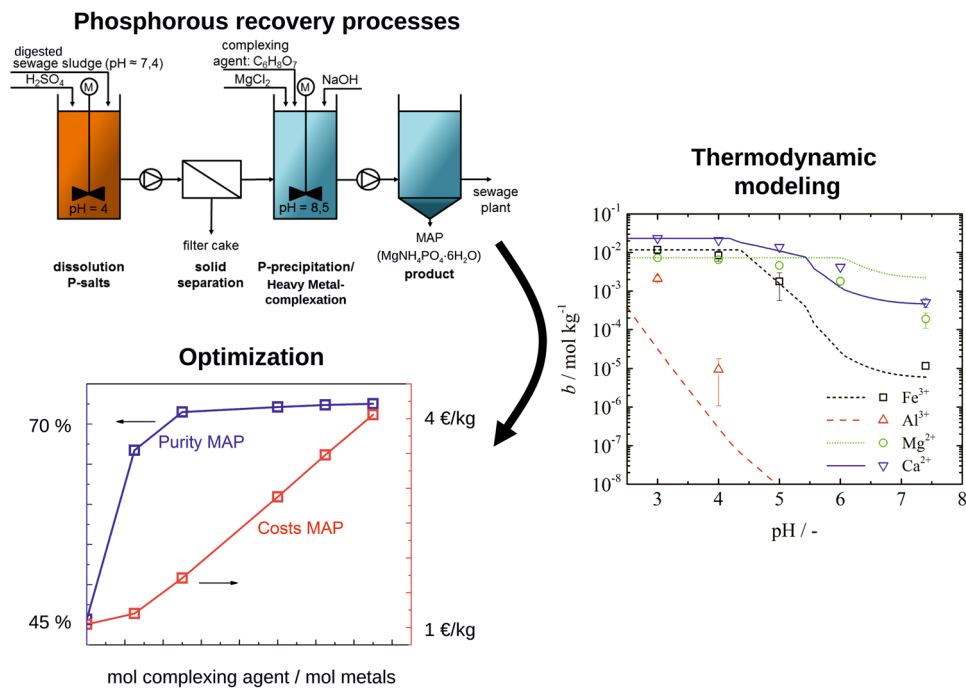 Phosphorous recovery processes
digested
sewage sludge (pH ≈ 7,4)
H₂SO₄
M
complexing
agent: C₆H₈O₇
MgCl₂
M
NaOH
pH = 4
pH = 8,5
sewage
plant
filter cake
MAP
(MgNH₄PO₄·6H₂O)
product
dissolution
P-salts
solid
separation
P-precipitation/
Heavy Metal-
complexation
Thermodynamic
modeling
10⁻¹
10⁻²
10⁻³
10⁻⁴
10⁻⁵
10⁻⁶
10⁻⁷
10⁻⁸
b / mol kg⁻¹
Fe³⁺
Al³⁺
Mg²⁺
Ca²⁺
3 4 5 6 7 8
pH / -
Optimization
70 %
45 %
Purity MAP
Costs MAP
4 €/kg
1 €/kg
mol complexing agent / mol metals